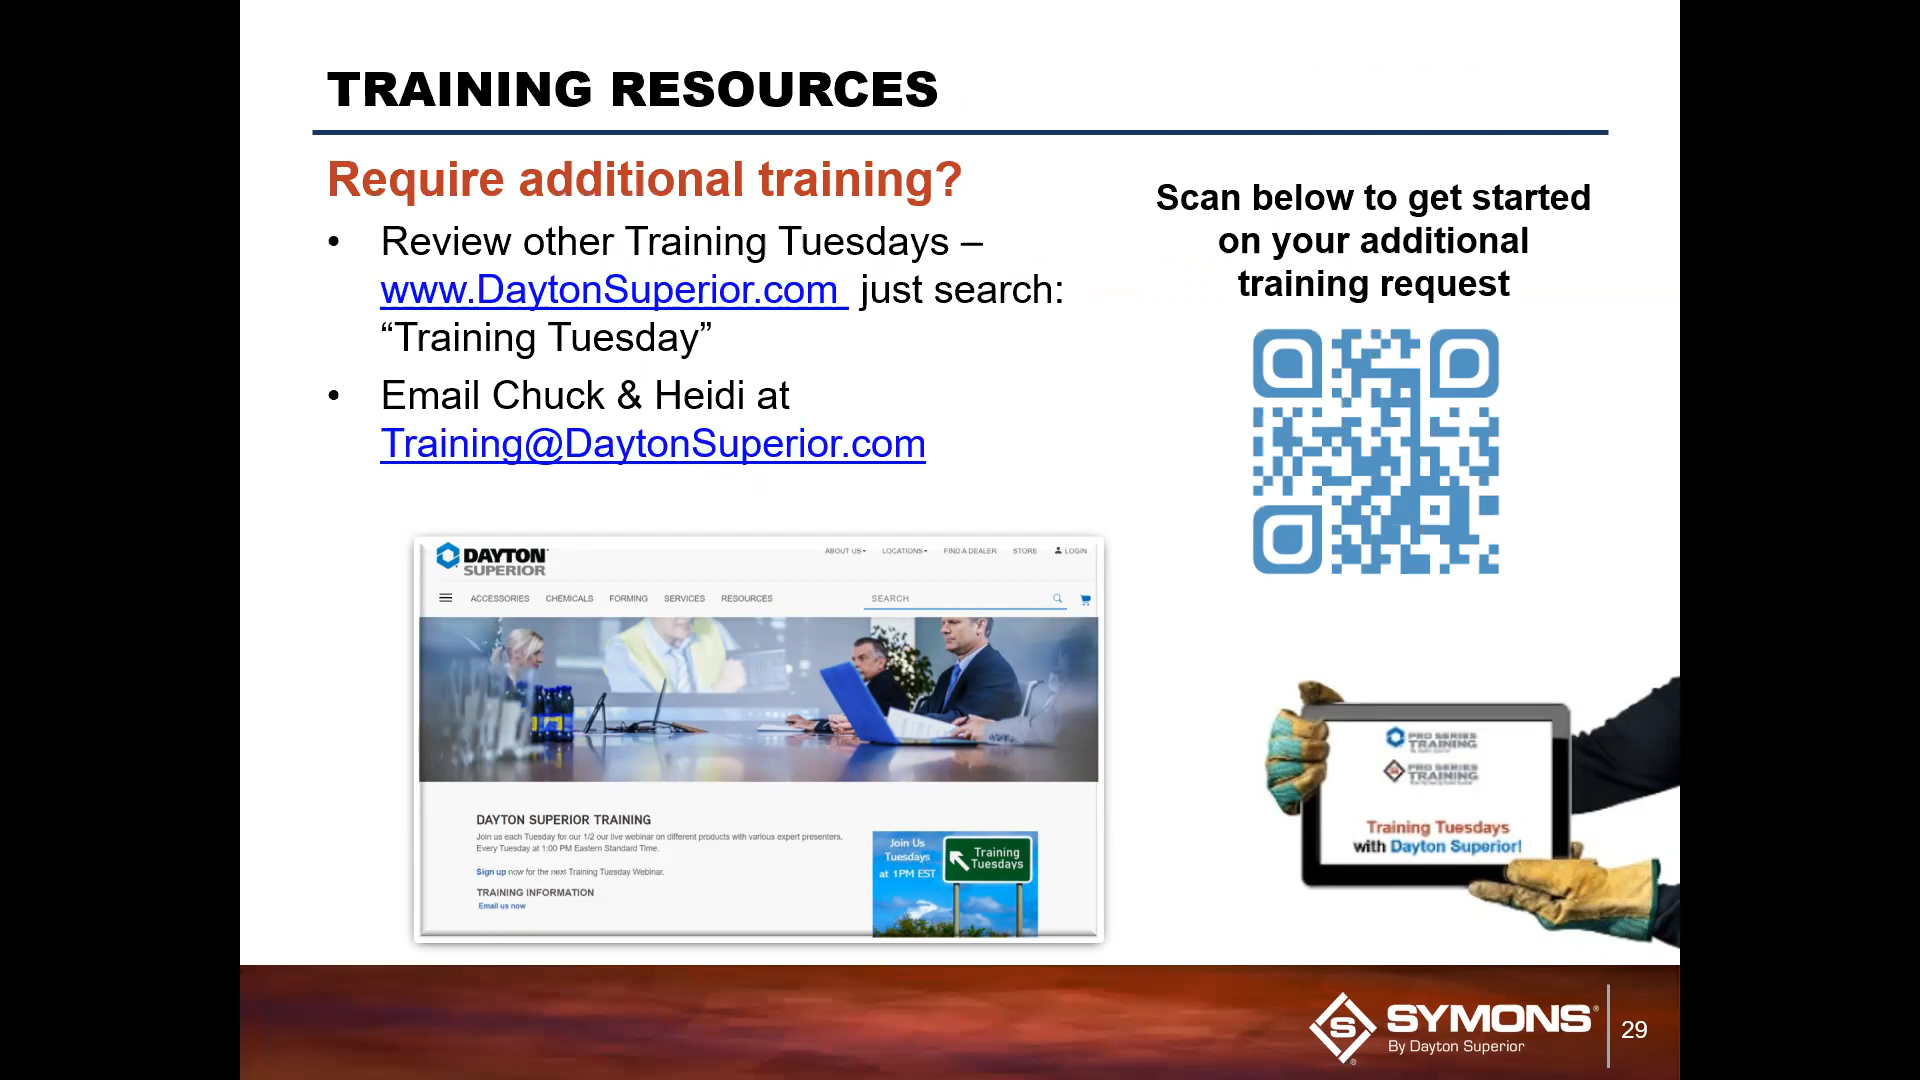 TRAINING RESOURCES
Require additional training?
• Review other Training Tuesdays –
www.DaytonSuperior.com just search:
“Training Tuesday”
• Email Chuck & Heidi at
Training@DaytonSuperior.com
Scan below to get started
on your additional
training request
DAYTON
SUPERIOR
ABOUT US LOCATIONS FIND A DEALER STORE LOGIN
ACCESSORIES CHEMICALS FORMING SERVICES RESOURCES SEARCH
DAYTON SUPERIOR TRAINING
Join us each Tuesday for our 1/2 our live webinar on different products with various expert presenters.
Every Tuesday at 1:00 PM Eastern Standard Time.
Sign up now for the next Training Tuesday Webinar.
TRAINING INFORMATION
Email us now
Join Us
Tuesdays
at 1PM EST
Training
Tuesdays
PRO SERIES
TRAINING
PRO SERIES
TRAINING
Training Tuesdays
with Dayton Superior!
SYMONS®
By Dayton Superior
29